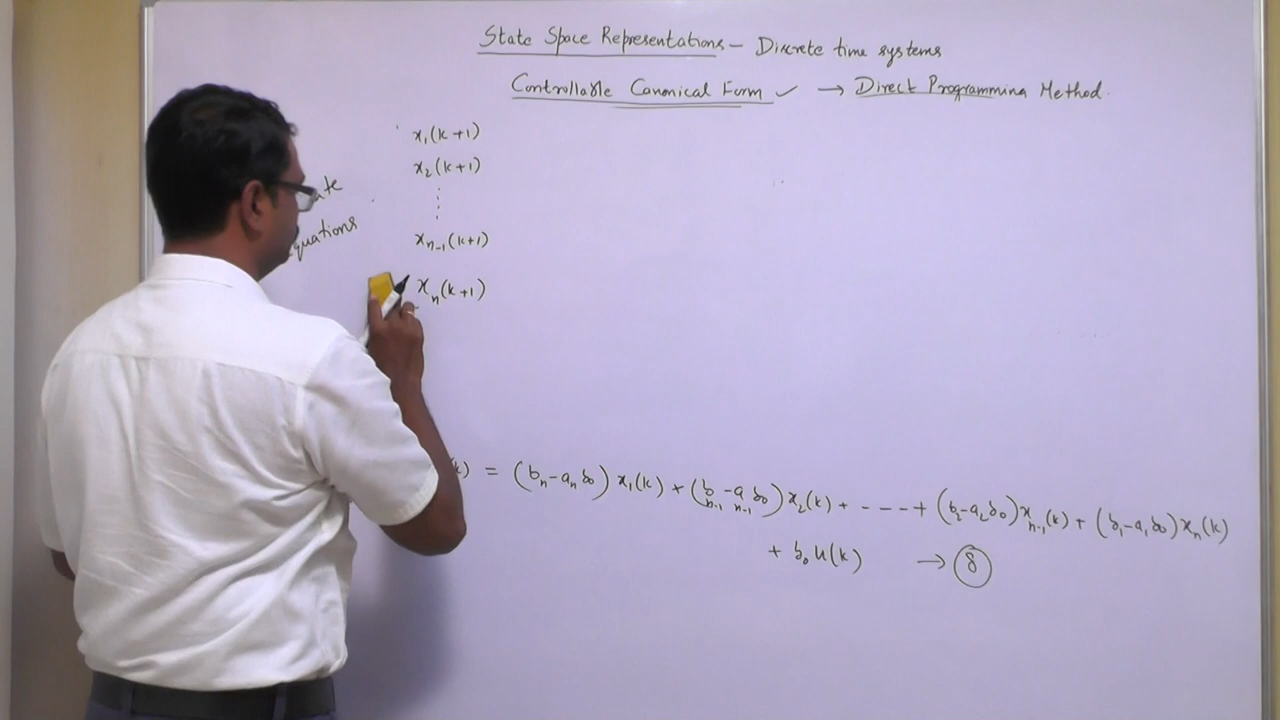 State Space Representations — Discrete time systems
Controllable Canonical Form ✓ → Direct Programming Method.
x₁(k+1)
x₂(k+1)
⋮
xₙ₋₁(k+1)
xₙ(k+1)
= (bₙ-aₙb₀) x₁(k) + (bₙ₋₁-aₙ₋₁b₀) x₂(k) + - - - - + (b₂-a₂b₀) xₙ₋₁(k) + (b₁-a₁b₀) xₙ(k)
+ b₀ u(k) → ⑧